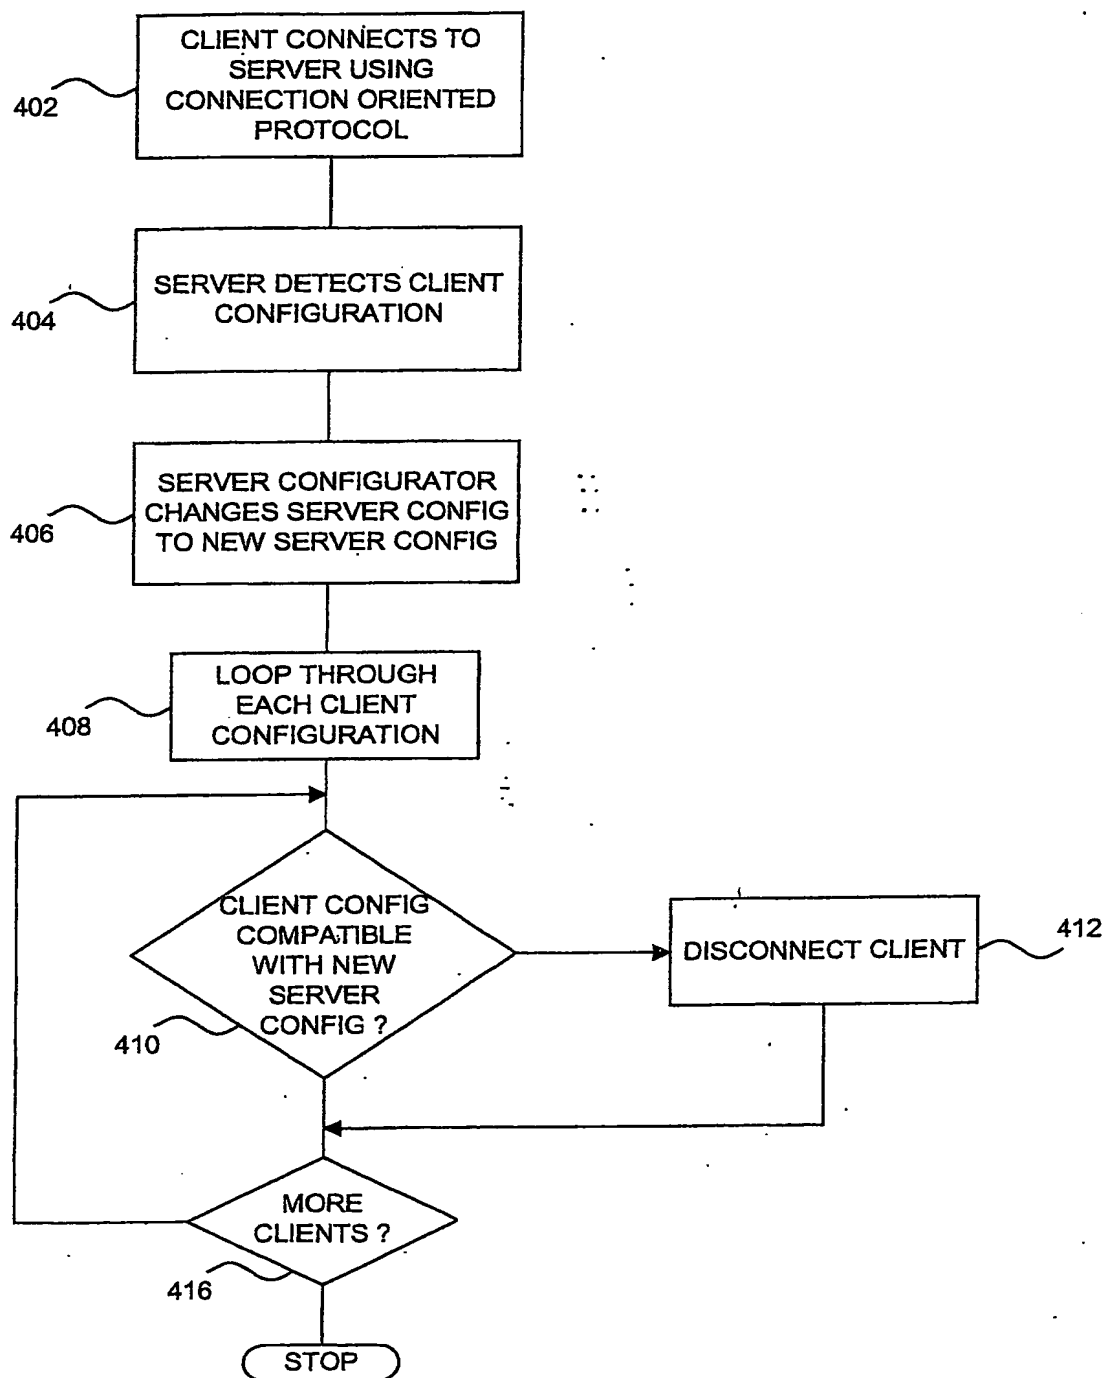 CLIENT CONNECTS TO
SERVER USING
CONNECTION ORIENTED
PROTOCOL
402
SERVER DETECTS CLIENT
CONFIGURATION
404
SERVER CONFIGURATOR
CHANGES SERVER CONFIG
TO NEW SERVER CONFIG
406
LOOP THROUGH
EACH CLIENT
CONFIGURATION
408
CLIENT CONFIG
COMPATIBLE
WITH NEW
SERVER
CONFIG ?
410
DISCONNECT CLIENT
412
MORE
CLIENTS ?
416
STOP